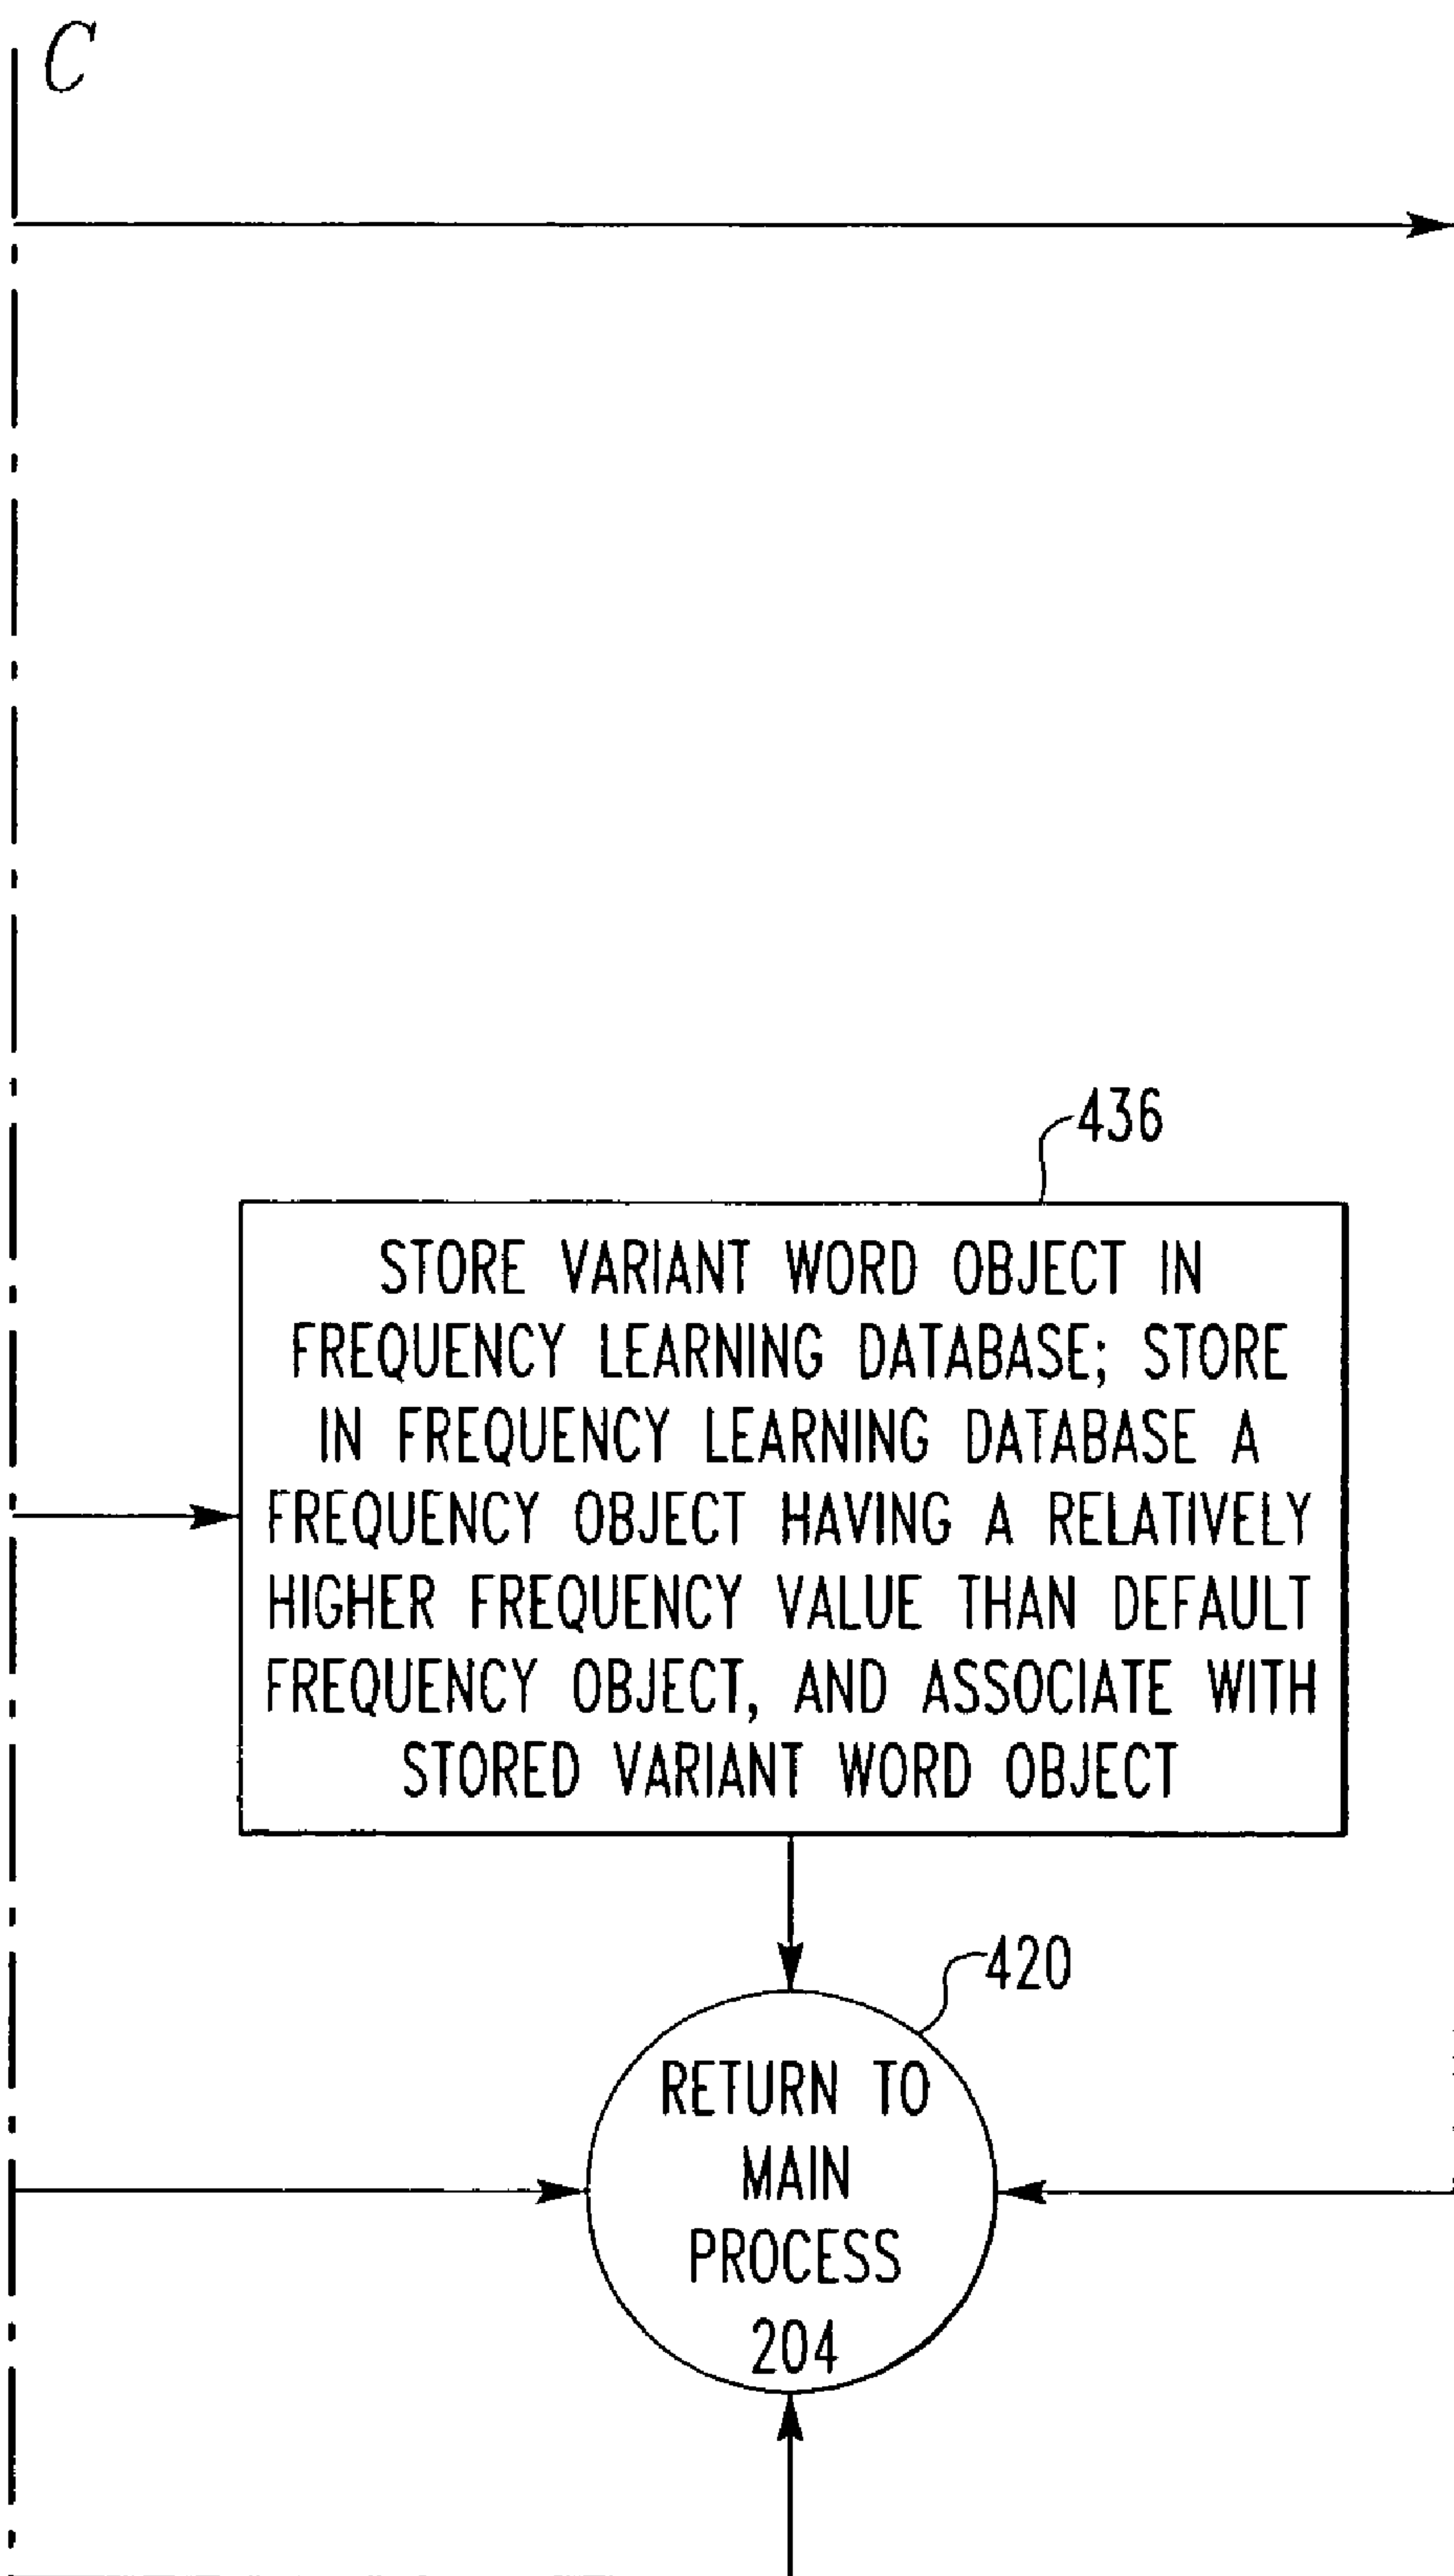 C
436
STORE VARIANT WORD OBJECT IN
FREQUENCY LEARNING DATABASE; STORE
IN FREQUENCY LEARNING DATABASE A
FREQUENCY OBJECT HAVING A RELATIVELY
HIGHER FREQUENCY VALUE THAN DEFAULT
FREQUENCY OBJECT, AND ASSOCIATE WITH
STORED VARIANT WORD OBJECT
420
RETURN TO
MAIN
PROCESS
204